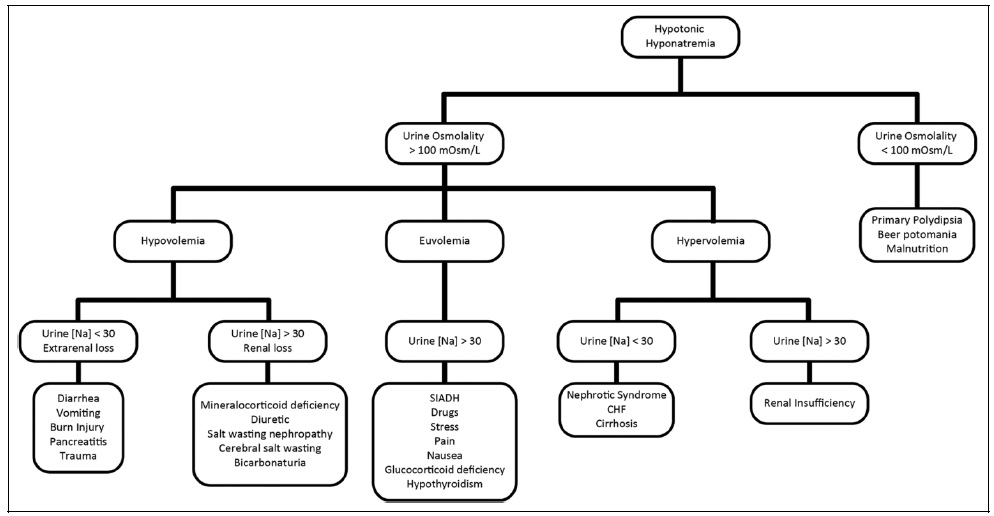 Hypotonic
Hyponatremia
Urine Osmolality
> 100 mOsm/L
Urine Osmolality
< 100 mOsm/L
Primary Polydipsia
Beer potomania
Malnutrition
Hypovolemia
Euvolemia
Hypervolemia
Urine [Na] < 30
Extrarenal loss
Urine [Na] > 30
Renal loss
Urine [Na] > 30
Urine [Na] < 30
Urine [Na] > 30
Diarrhea
Vomiting
Burn Injury
Pancreatitis
Trauma
Mineralocorticoid deficiency
Diuretic
Salt wasting nephropathy
Cerebral salt wasting
Bicarbonaturia
SIADH
Drugs
Stress
Pain
Nausea
Glucocorticoid deficiency
Hypothyroidism
Nephrotic Syndrome
CHF
Cirrhosis
Renal Insufficiency